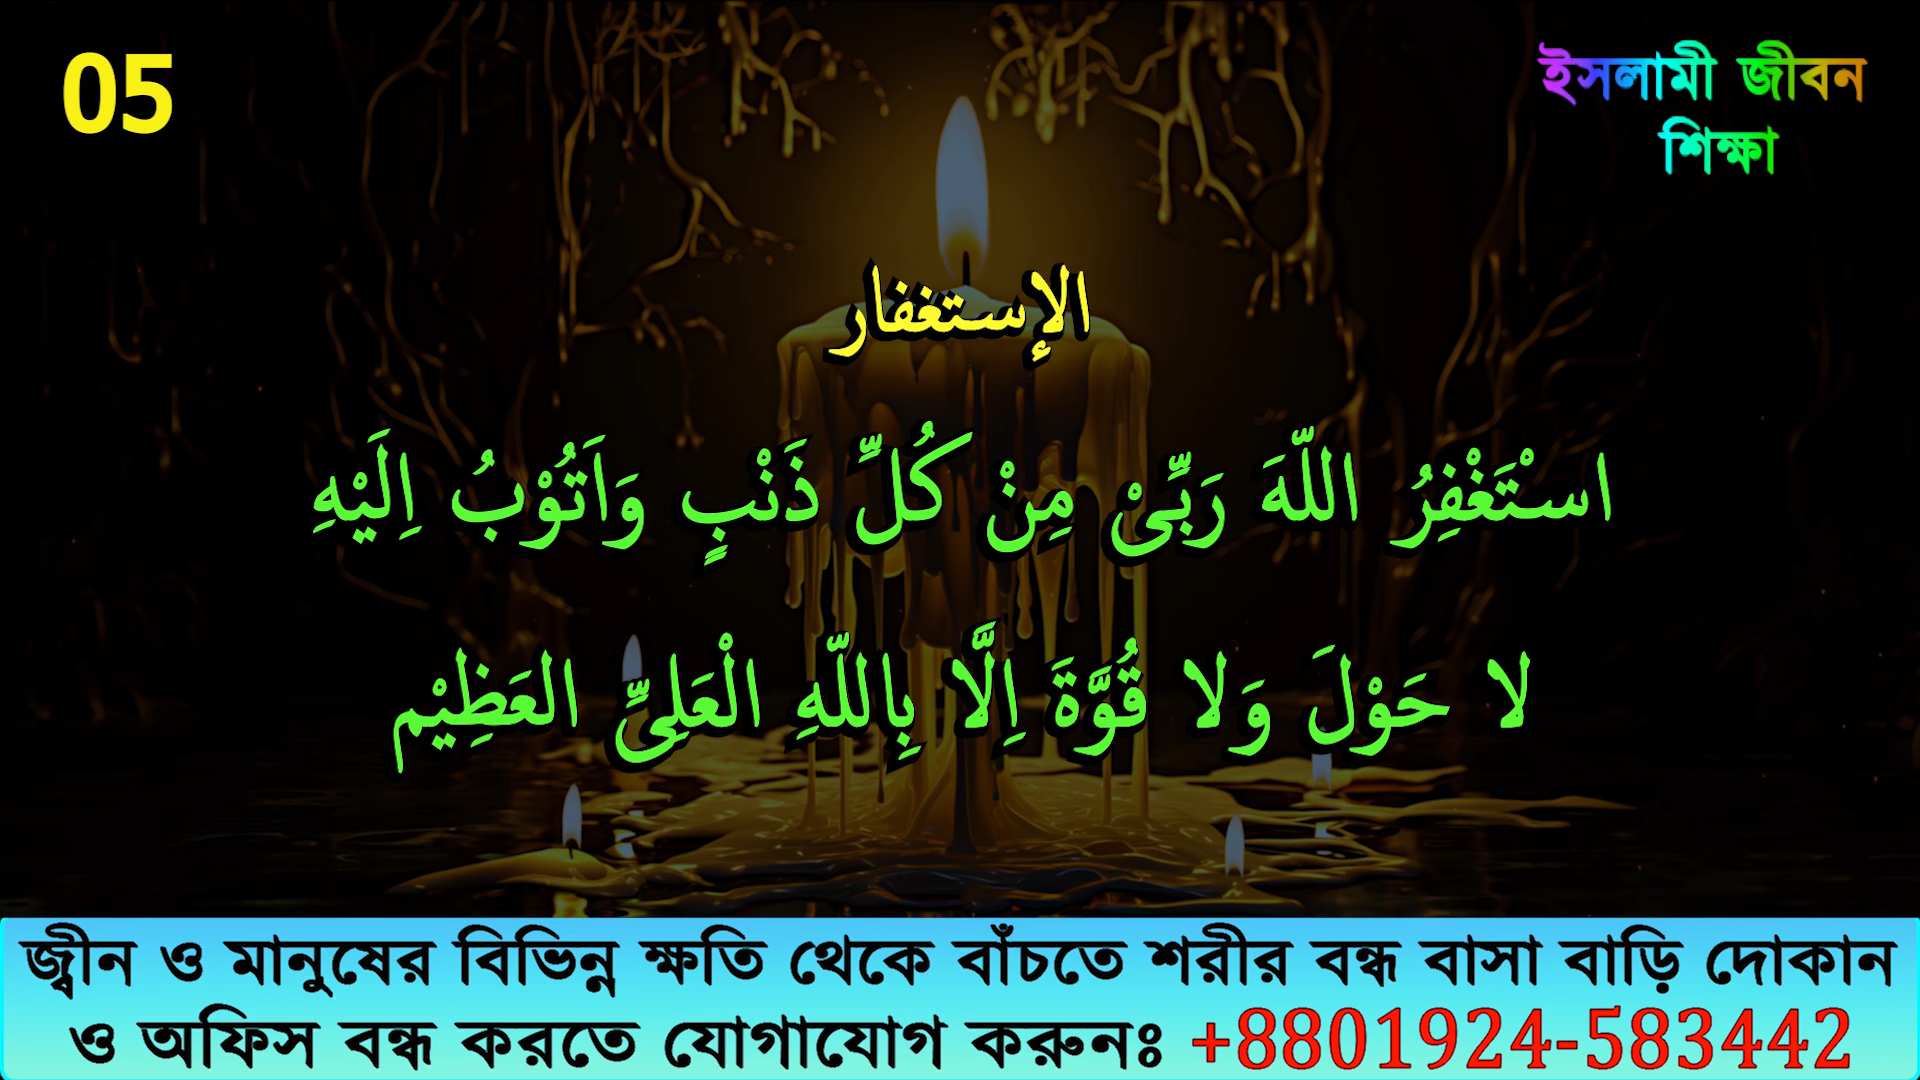 05
ইসলামী জীবন
শিক্ষা
الإستغفار
استَغْفِرُ اللّهَ رَبِّىْ مِنْ كُلِّ ذَنْبٍ وَاَتُوْبُ اِلَيْهِ
لا حَوْلَ وَلا قُوَّةَ اِلَّا بِاللّهِ الْعَلِىِّ العَظِيْم
জ্বীন ও মানুষের বিভিন্ন ক্ষতি থেকে বাঁচতে শরীর বন্ধ বাসা বাড়ি দোকান
ও অফিস বন্ধ করতে যোগাযোগ করুনঃ +8801924-583442